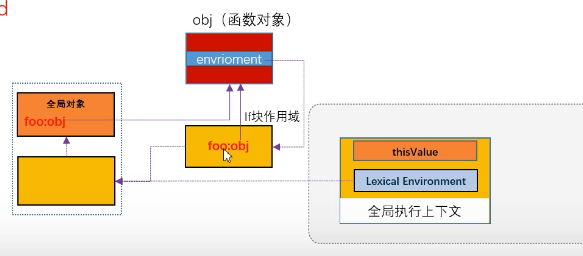 d
obj（函数对象）
envrioment
全局对象
foo:obj
If块作用域
foo:obj
thisValue
Lexical Environment
全局执行上下文